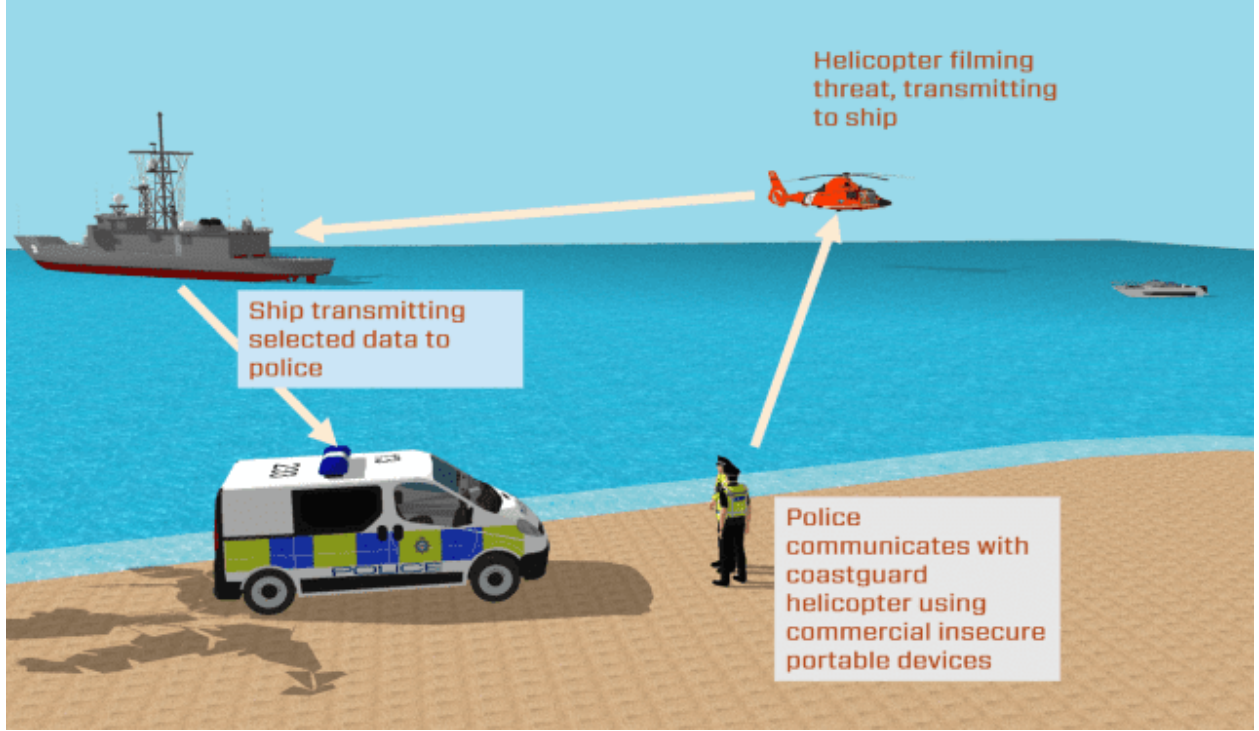 Helicopter filming
threat, transmitting
to ship
Ship transmitting
selected data to
police
POLICE
Police
communicates with
coastguard
helicopter using
commercial insecure
portable devices